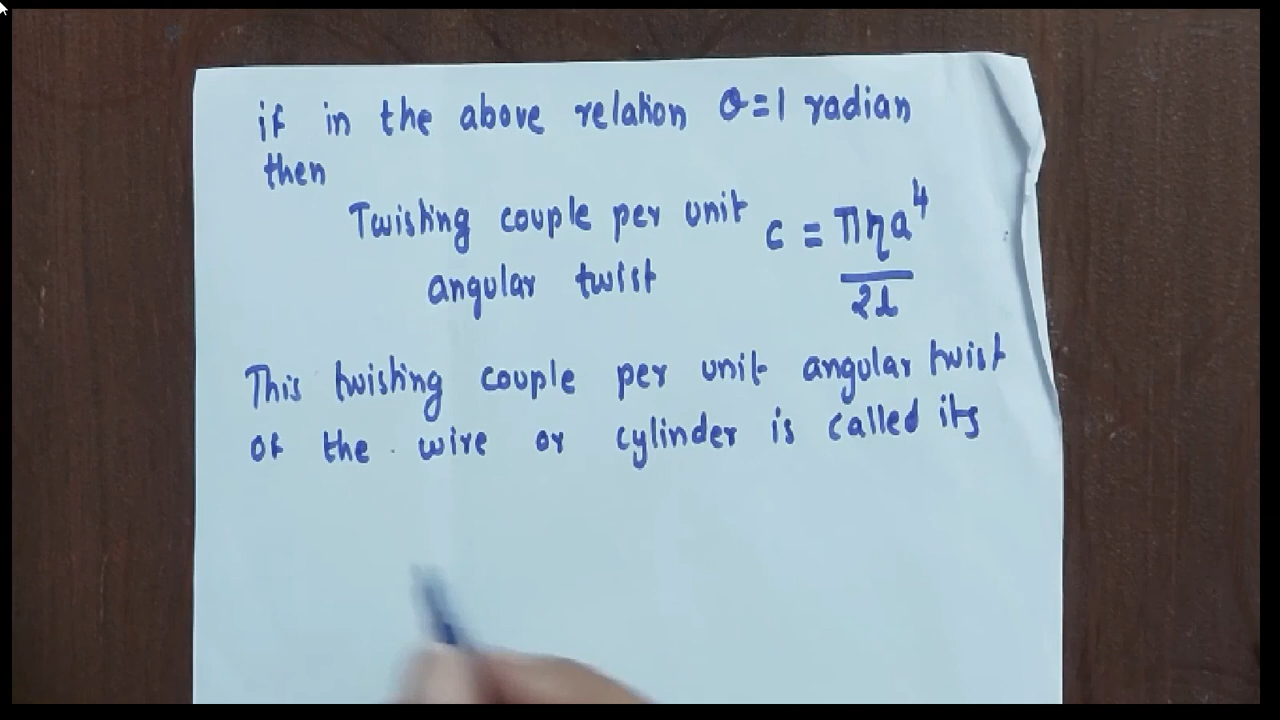 if in the above relation θ=1 radian
then
Twisting couple per unit
angular twist
c = πηa⁴
2l
This twisting couple per unit angular twist
of the wire or cylinder is called its